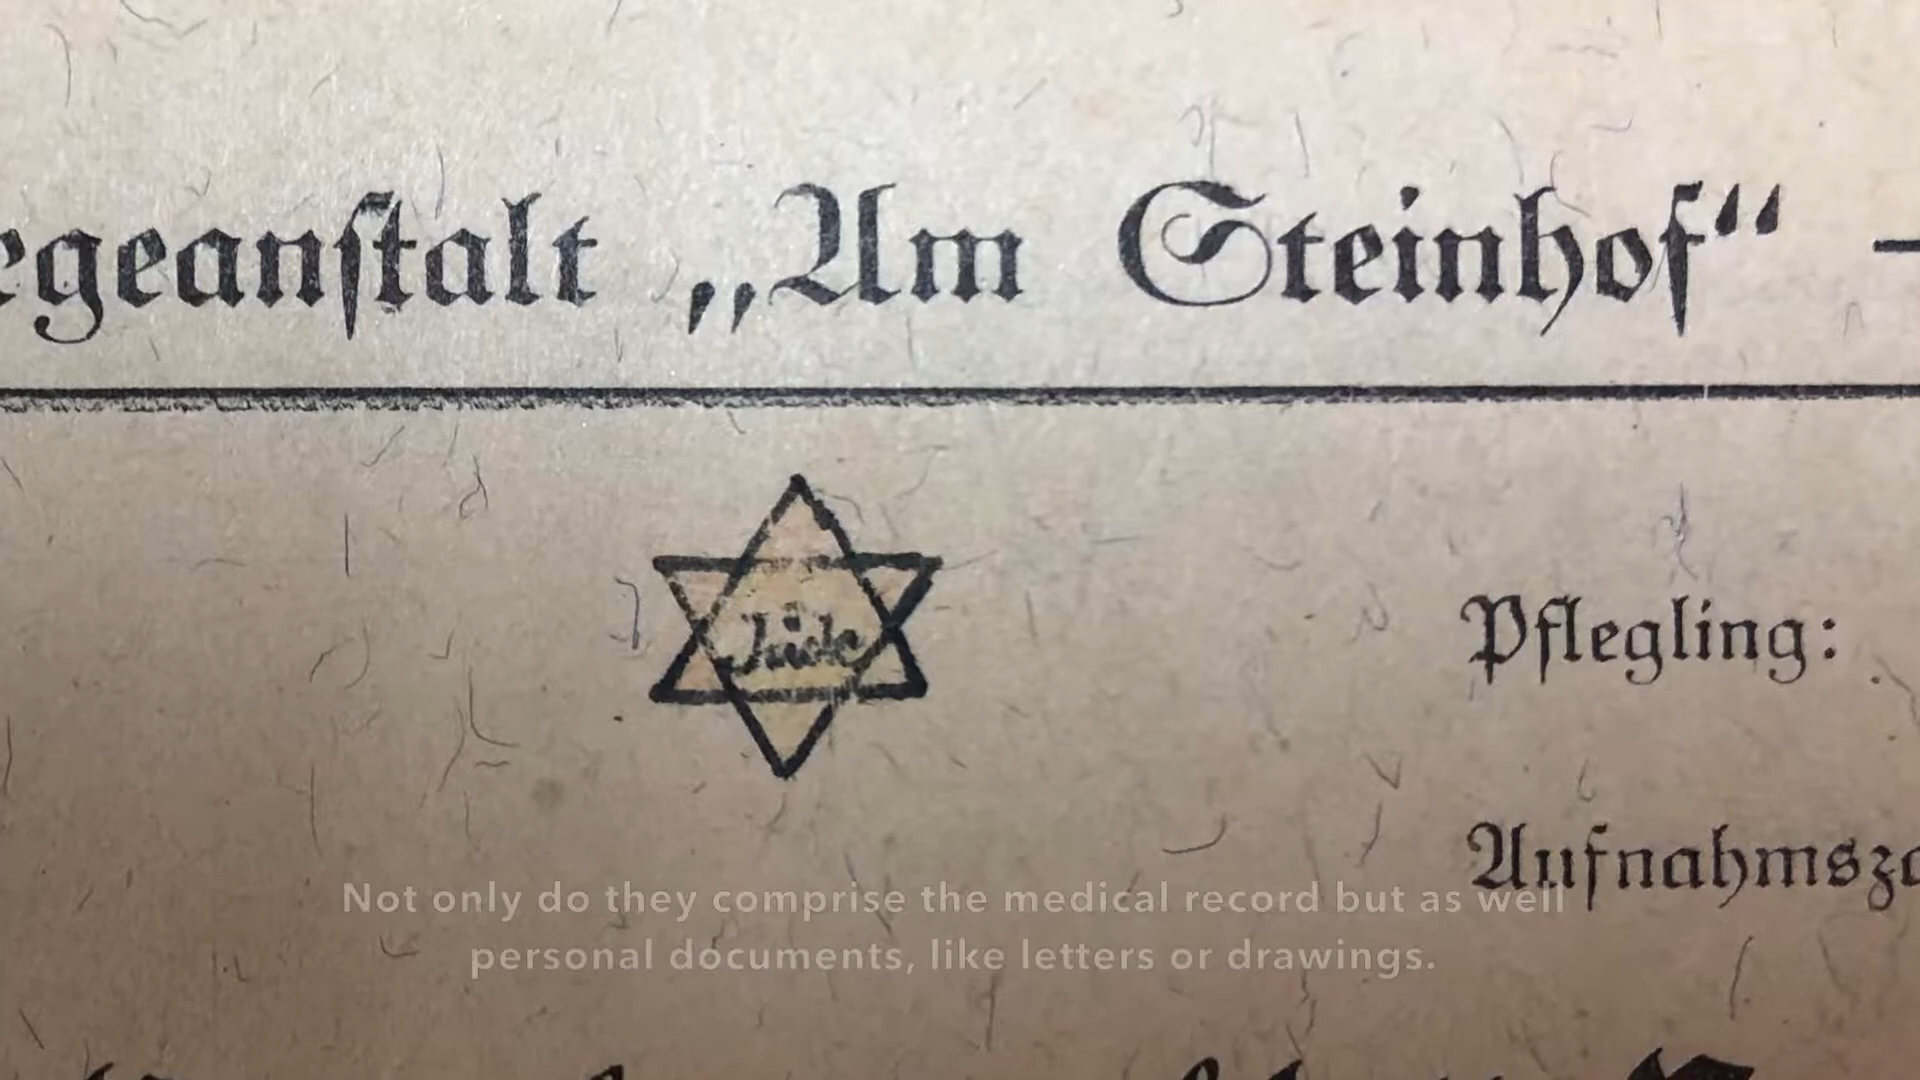 egeanstalt „Am Steinhof“ –
Jude
Pflegling:
Aufnahmsza
Not only do they comprise the medical record but as well
personal documents, like letters or drawings.